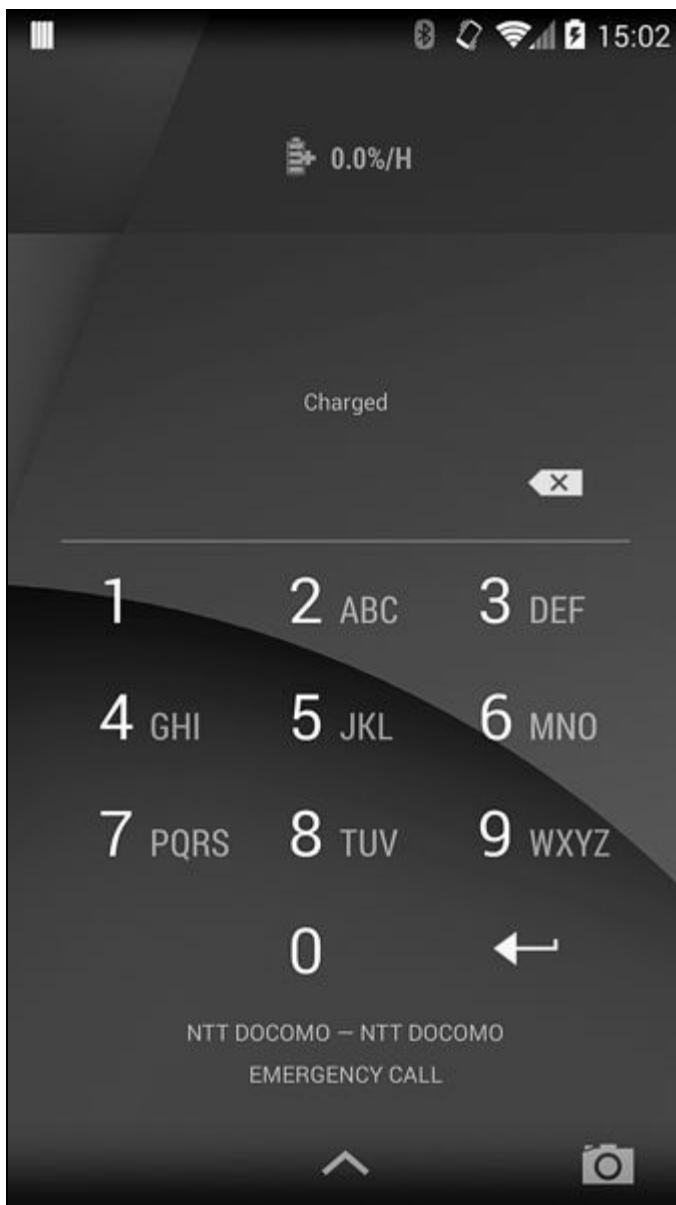 15:02
0.0%/H
Charged
1 2 ABC 3 DEF
4 GHI 5 JKL 6 MNO
7 PQRS 8 TUV 9 WXYZ
0
NTT DOCOMO — NTT DOCOMO
EMERGENCY CALL